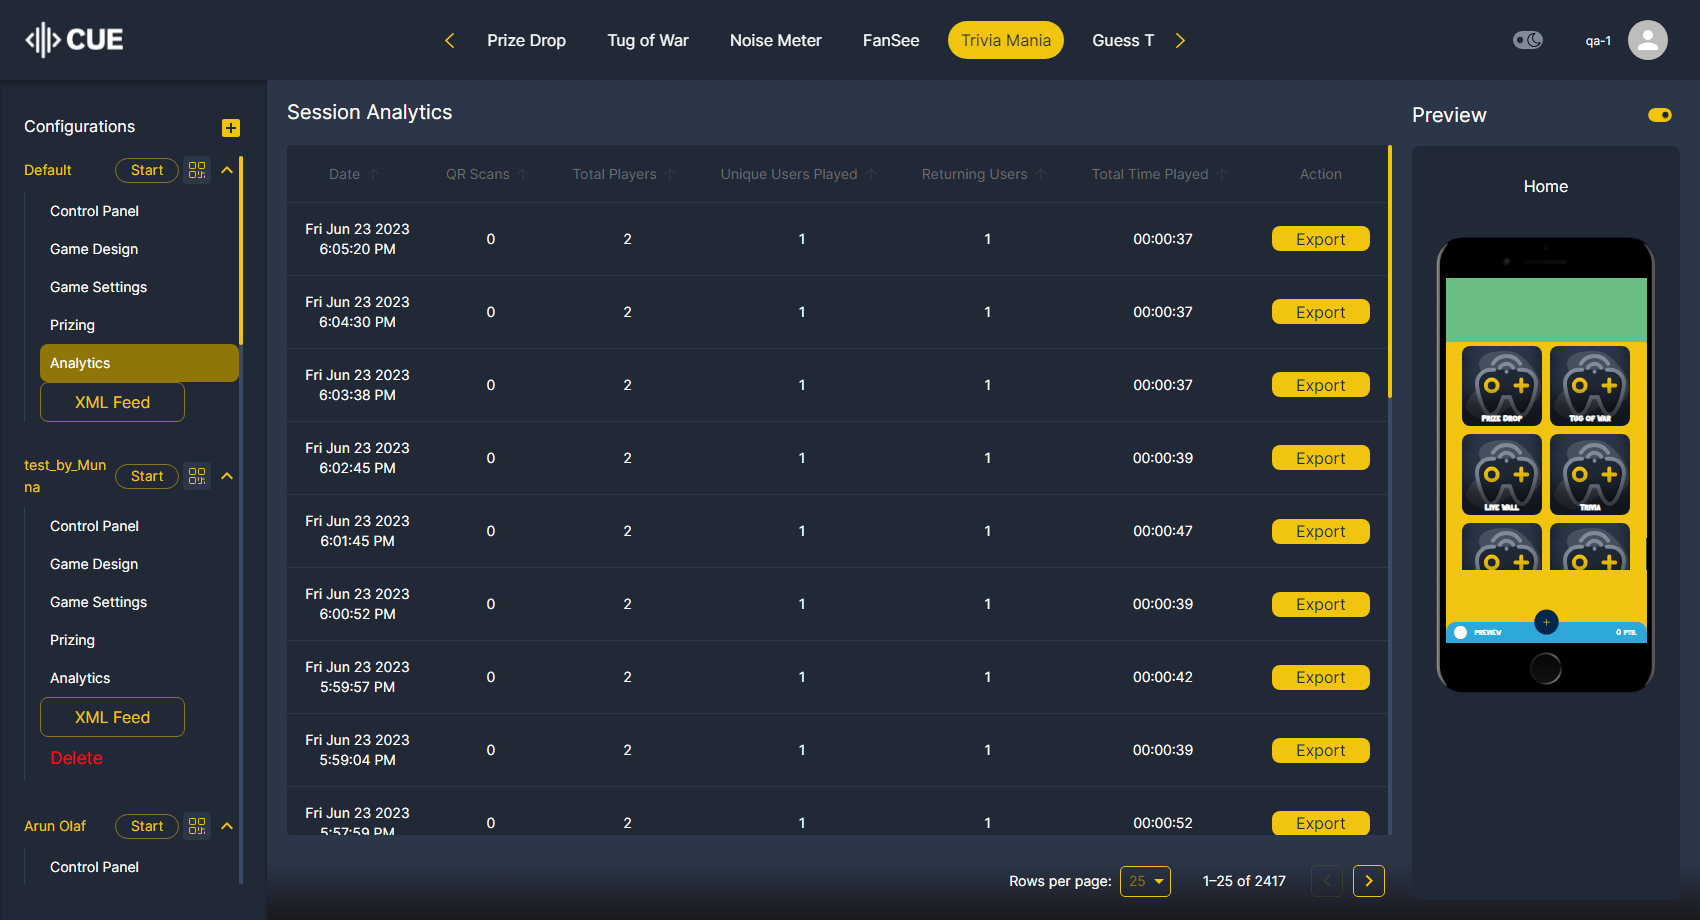 CUE
Prize Drop
Tug of War
Noise Meter
FanSee
Trivia Mania
Guess T
qa-1
Configurations
Default
Start
Control Panel
Game Design
Game Settings
Prizing
Analytics
XML Feed
test_by_Mun
na
Start
Control Panel
Game Design
Game Settings
Prizing
Analytics
XML Feed
Delete
Arun Olaf
Start
Control Panel
Session Analytics
Date QR Scans Total Players Unique Users Played Returning Users Total Time Played Action
Fri Jun 23 2023
6:05:20 PM
0 2 1 1 00:00:37 Export
Fri Jun 23 2023
6:04:30 PM
0 2 1 1 00:00:37 Export
Fri Jun 23 2023
6:03:38 PM
0 2 1 1 00:00:37 Export
Fri Jun 23 2023
6:02:45 PM
0 2 1 1 00:00:39 Export
Fri Jun 23 2023
6:01:45 PM
0 2 1 1 00:00:47 Export
Fri Jun 23 2023
6:00:52 PM
0 2 1 1 00:00:39 Export
Fri Jun 23 2023
5:59:57 PM
0 2 1 1 00:00:42 Export
Fri Jun 23 2023
5:59:04 PM
0 2 1 1 00:00:39 Export
Fri Jun 23 2023
5:57:59 PM
0 2 1 1 00:00:52 Export
Rows per page: 25 1–25 of 2417
Preview
Home
Prize Drop
Tug of War
Live Wall
Trivia
Preview
0 PTS.